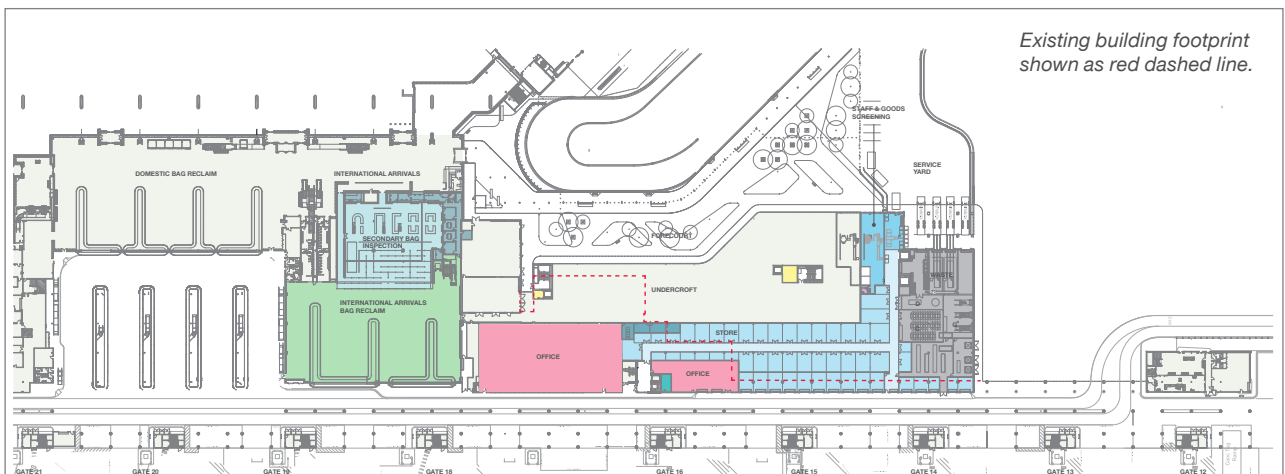 Existing building footprint
shown as red dashed line.
STAFF & GOODS
SCREENING
SERVICE
YARD
DOMESTIC BAG RECLAIM
INTERNATIONAL ARRIVALS
SECONDARY BAG
INSPECTION
FORECOURT
WASTE
UNDERCROFT
INTERNATIONAL ARRIVALS
BAG RECLAIM
STORE
OFFICE
OFFICE
GATE 21
GATE 20
GATE 19
GATE 18
GATE 16
GATE 15
GATE 14
GATE 13
GATE 12